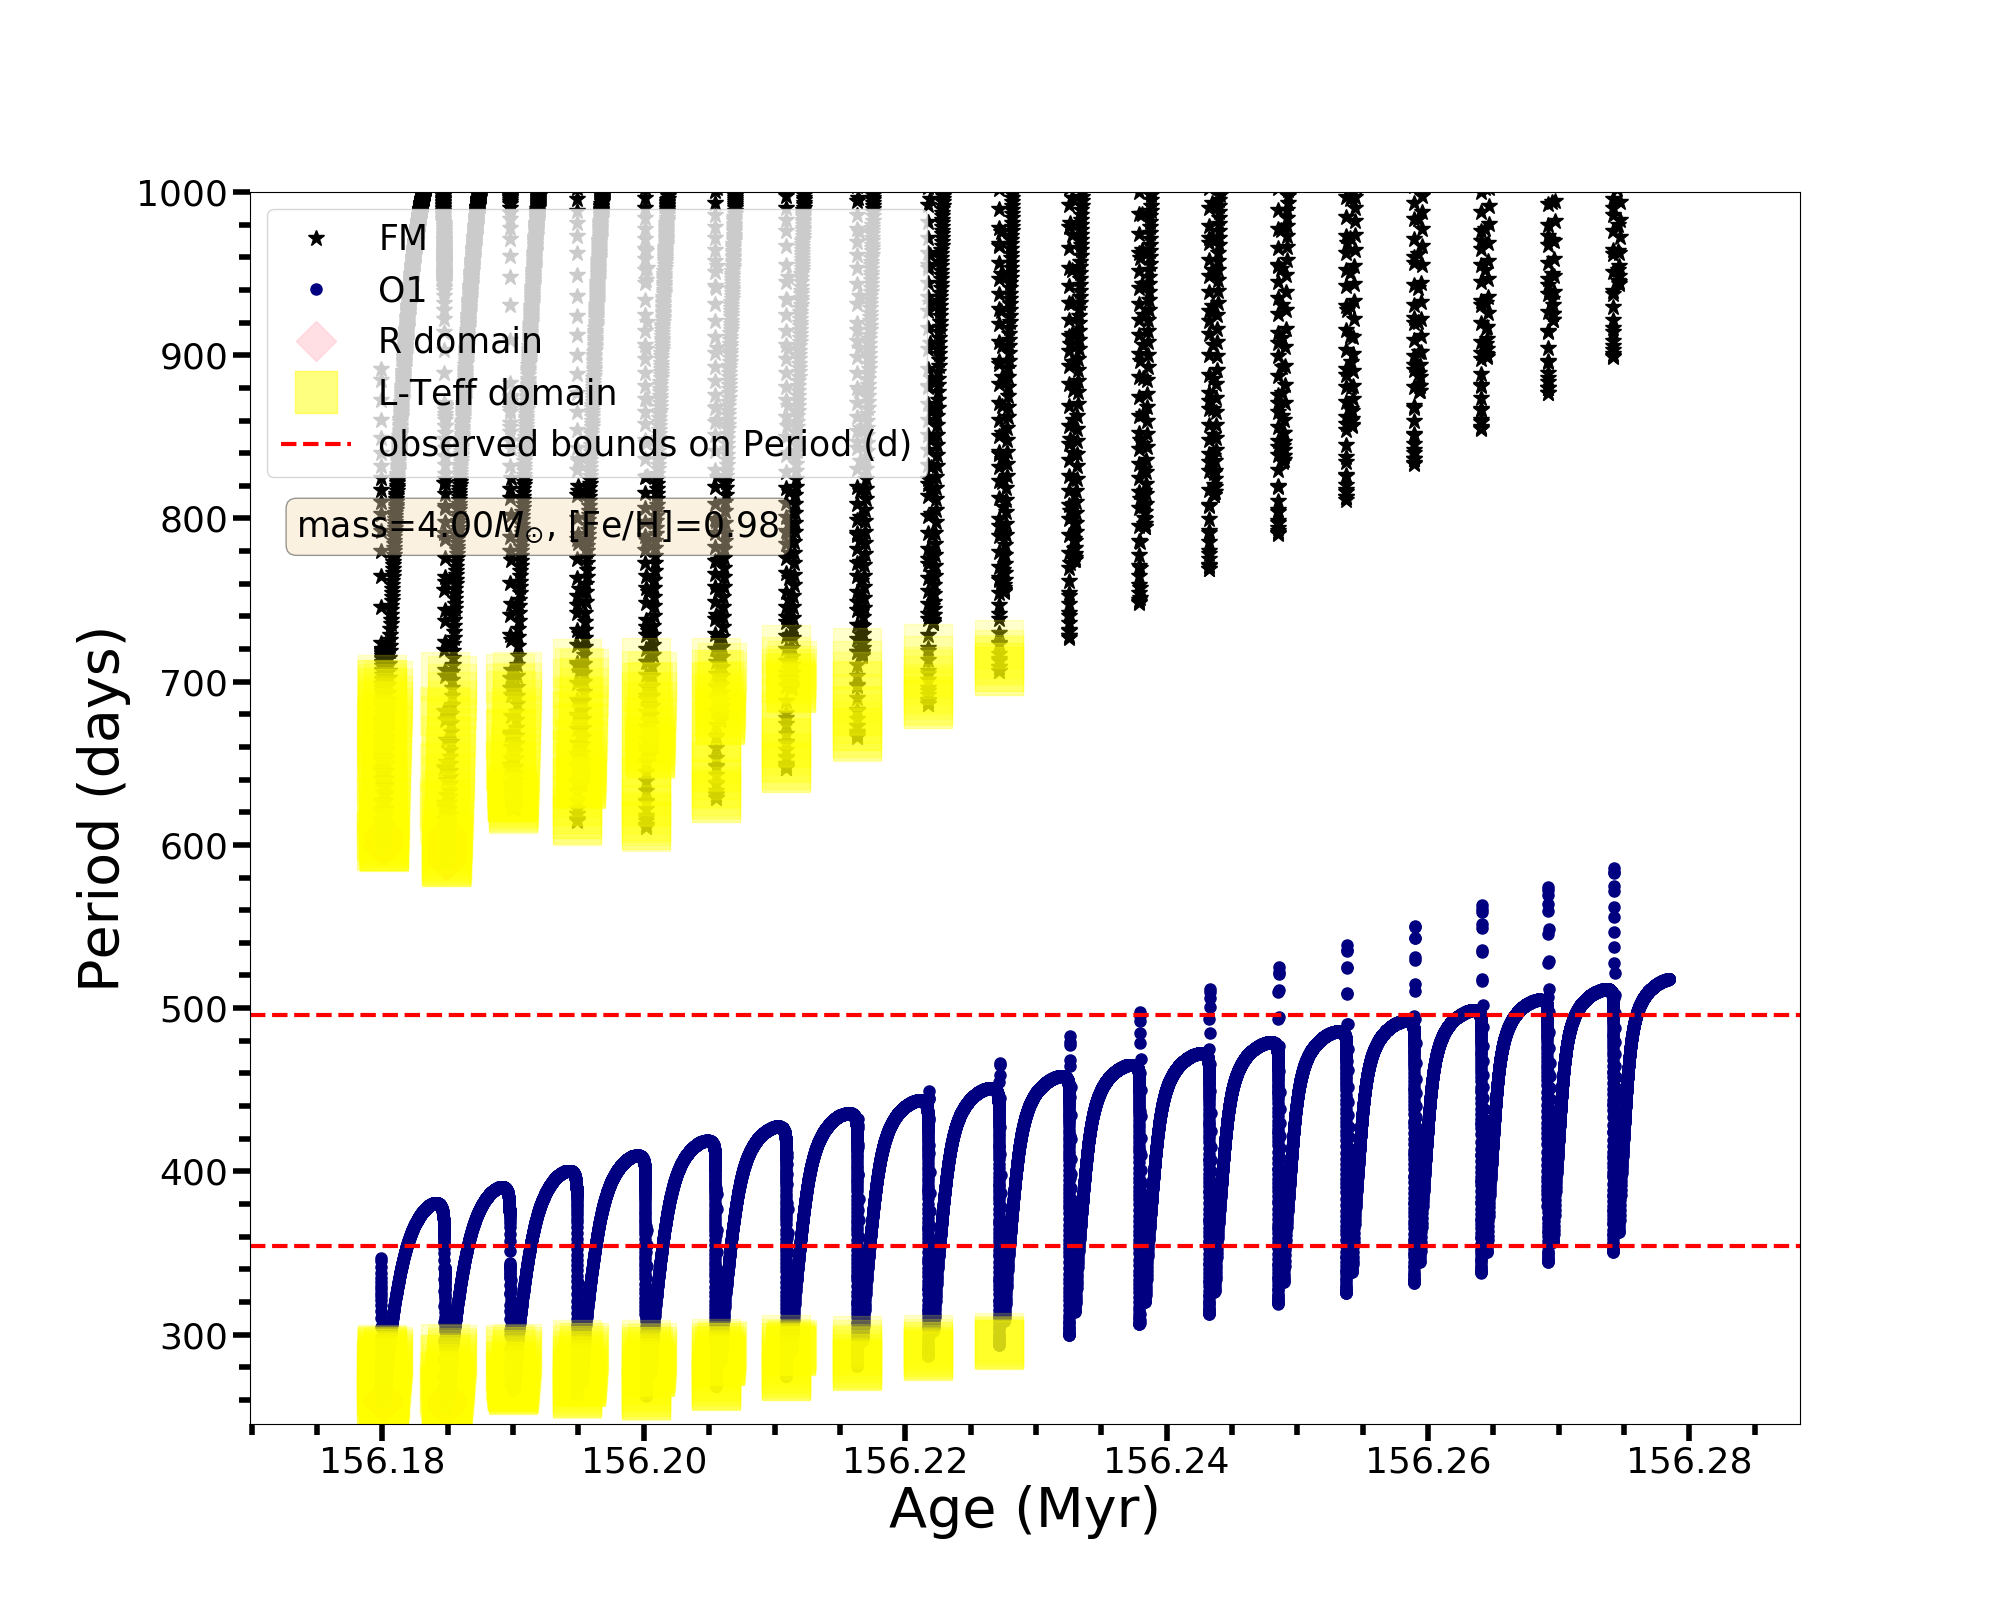 1000
900
800
700
600
500
400
300
Period (days)
FM
O1
R domain
L-Teff domain
observed bounds on Period (d)
mass=4.00M⊙, [Fe/H]=0.98
156.18 156.20 156.22 156.24 156.26 156.28
Age (Myr)